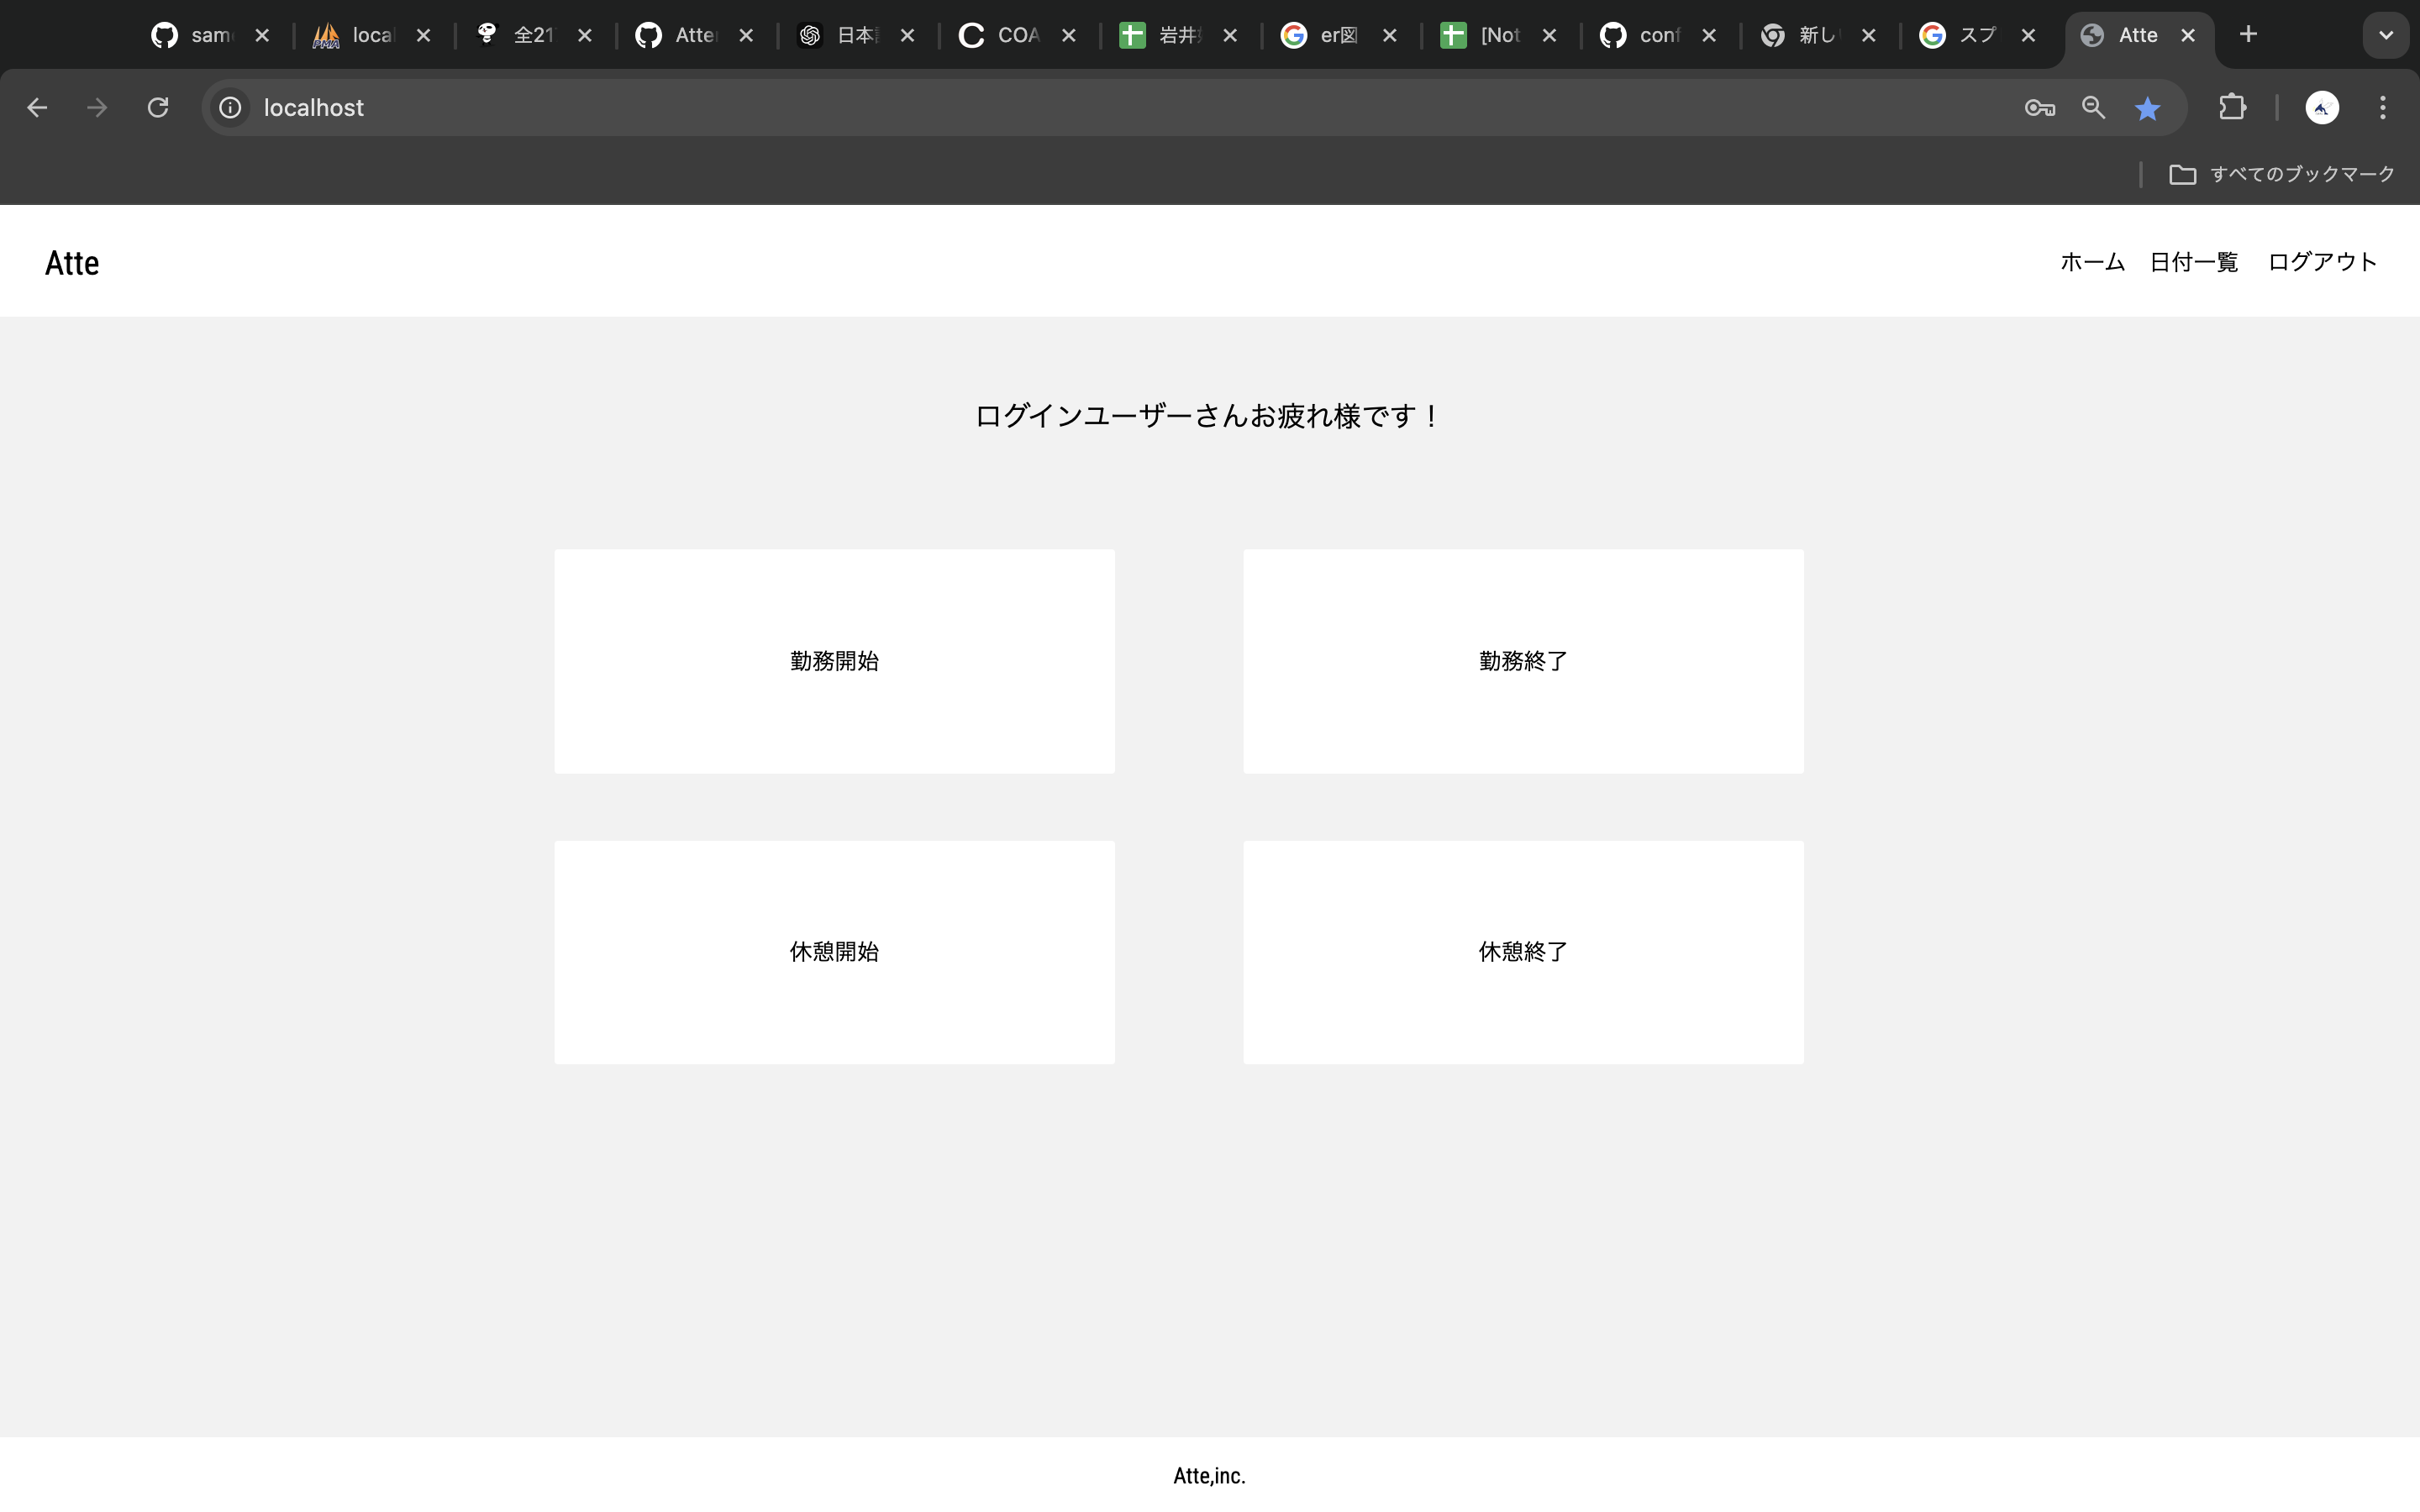 sam
local
全21
Atte
日本
COA
岩井
er図
[Not
conf
新し
スプ
Atte
localhost
すべてのブックマーク
Atte
ホーム 日付一覧 ログアウト
ログインユーザーさんお疲れ様です！
勤務開始 勤務終了
休憩開始 休憩終了
Atte,inc.